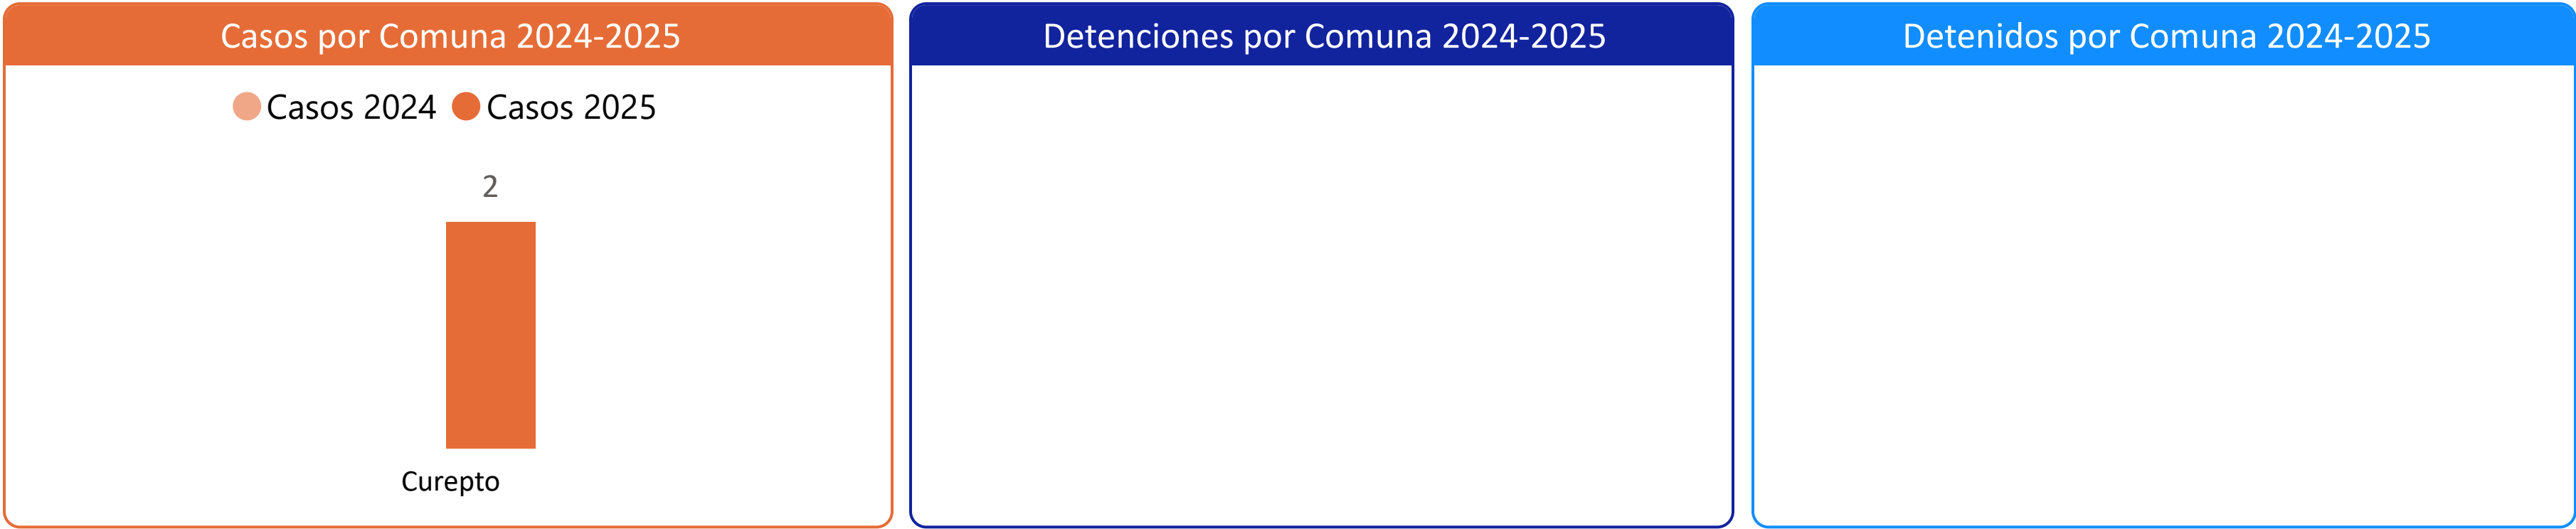 Casos por Comuna 2024-2025
Casos 2024 Casos 2025
2
Curepto
Detenciones por Comuna 2024-2025
Detenidos por Comuna 2024-2025